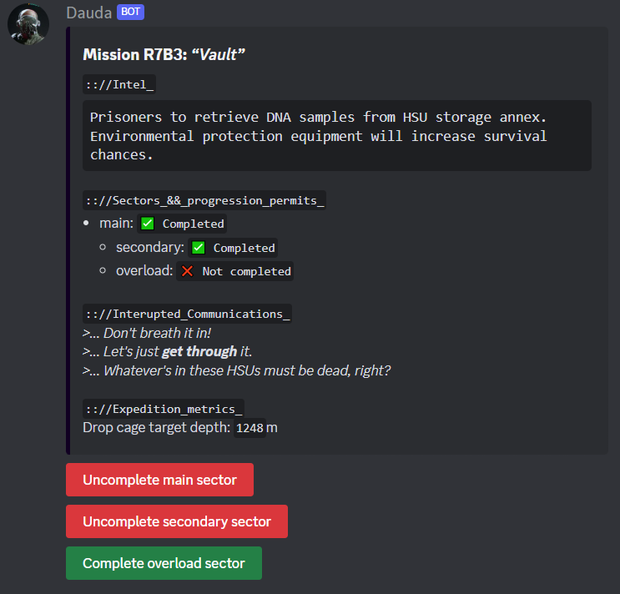 Dauda BOT
Mission R7B3: “Vault”
:://Intel_
Prisoners to retrieve DNA samples from HSU storage annex.
Environmental protection equipment will increase survival
chances.
:://Sectors_&&_progression_permits_
• main: ✅ Completed
◦ secondary: ✅ Completed
◦ overload: ❌ Not completed
:://Interupted_Communications_
>... Don't breath it in!
>... Let's just get through it.
>... Whatever's in these HSUs must be dead, right?
:://Expedition_metrics_
Drop cage target depth: 1248 m
Uncomplete main sector
Uncomplete secondary sector
Complete overload sector